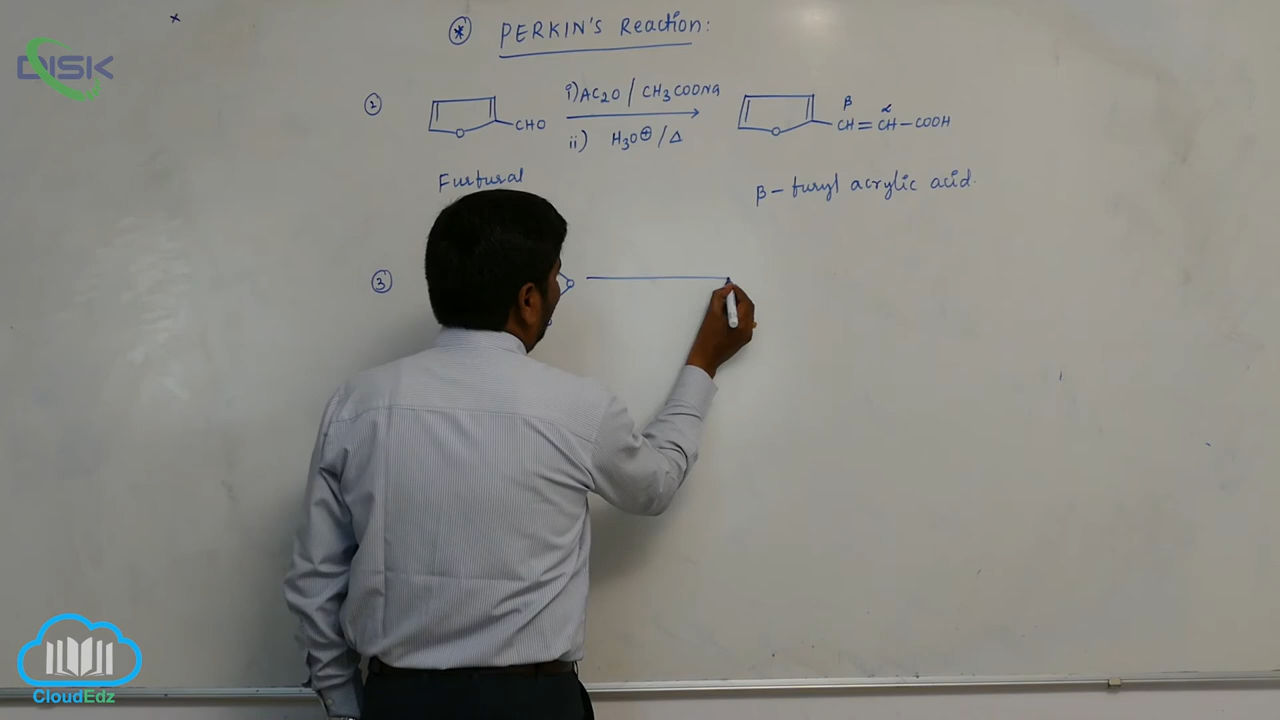 DISK
* PERKIN'S Reaction:
2 O CHO i) AC2O / CH3COONa ii) H3O⊕ / Δ O β CH = α CH - COOH
Furfural
β - furyl acrylic acid.
3
CloudEdz